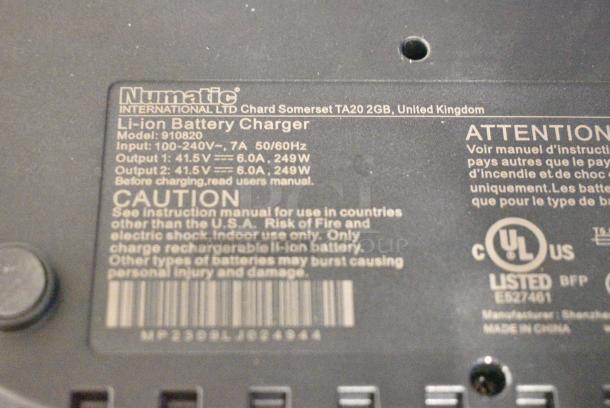 Numatic
INTERNATIONAL LTD Chard Somerset TA20 2GB, United Kingdom
Li-ion Battery Charger
Model: 910820
Input: 100-240V~, 7A 50/60Hz
Output 1: 41.5V 6.0A, 249W
Output 2: 41.5V 6.0A, 249W
Before charging,read users manual.
CAUTION
See instruction manual for use in countries
other than the U.S.A. Risk of Fire and
electric shock. Indoor use only. Only
charge rechargerable li-Ion battery.
Other types of batteries may burst causing
personal injury and damage.
MP2309LJ024944
ATTENTION
Voir manuel d'instructi
pays autres que le pay
d'incendie et de choc
uniquement.Les batte
que pour le type de ba
C UL US
LISTED BFP
E527461
Manufacturer: Shenzhe
MADE IN CHINA